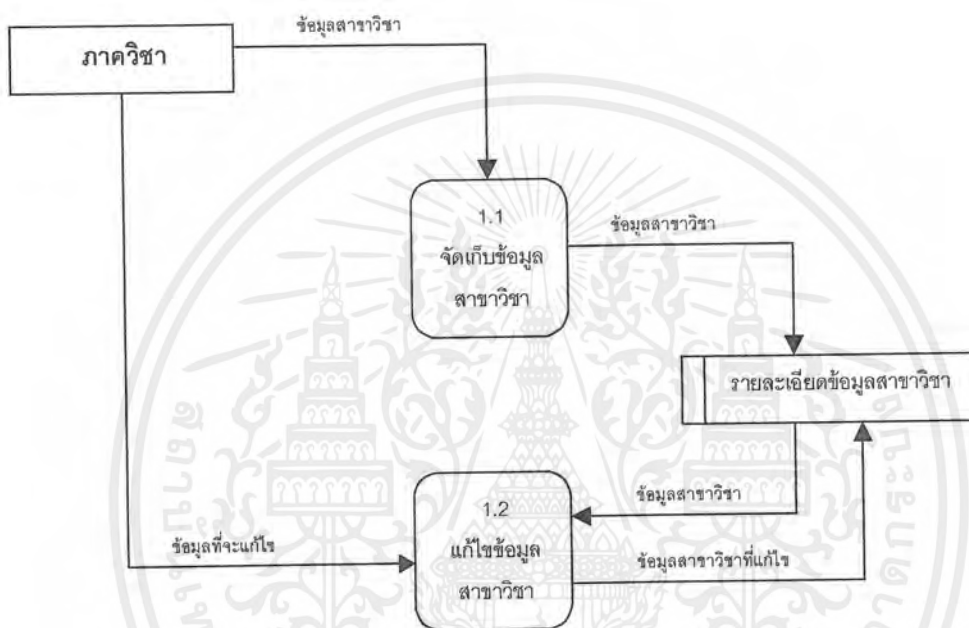 ข้อมูลสาขาวิชา
ภาควิชา
1.1
จัดเก็บข้อมูล
สาขาวิชา
ข้อมูลสาขาวิชา
รายละเอียดข้อมูลสาขาวิชา
ข้อมูลสาขาวิชา
1.2
แก้ไขข้อมูล
สาขาวิชา
ข้อมูลที่จะแก้ไข
ข้อมูลสาขาวิชาที่แก้ไข